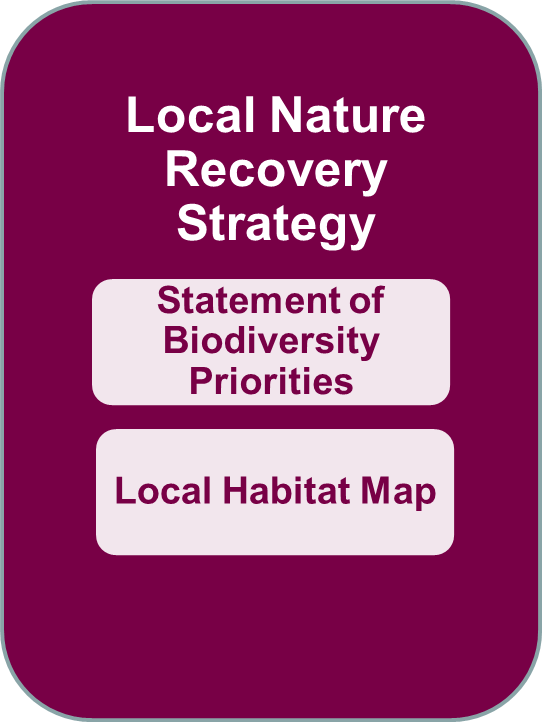 Local Nature
Recovery
Strategy
Statement of
Biodiversity
Priorities
Local Habitat Map